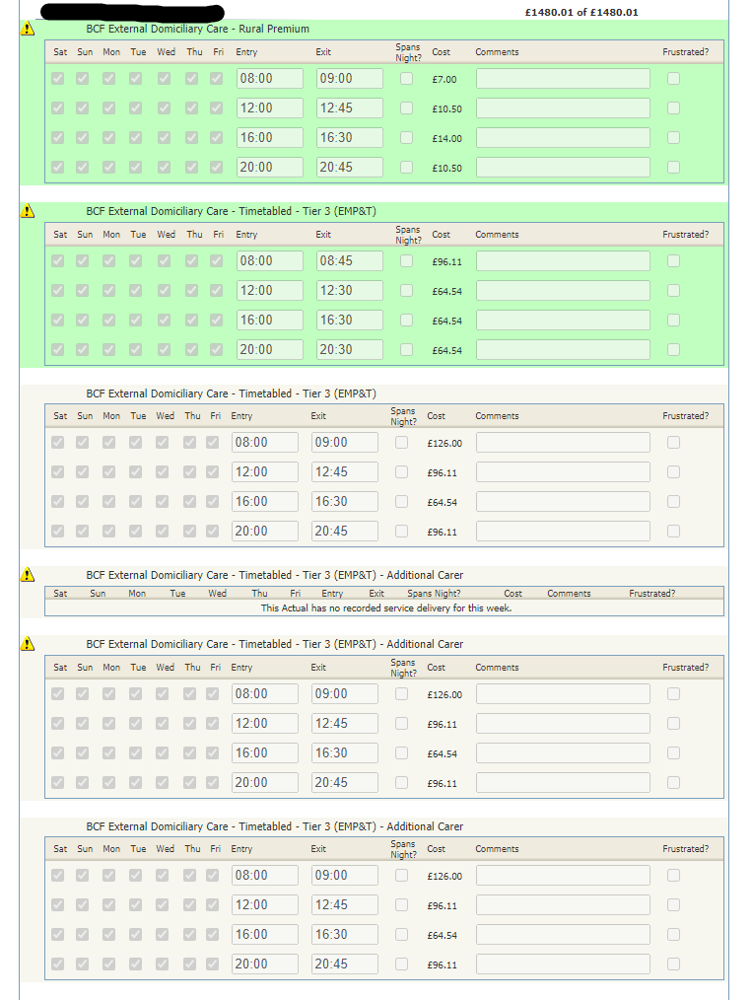 £1480.01 of £1480.01
BCF External Domiciliary Care - Rural Premium
Sat Sun Mon Tue Wed Thu Fri Entry Exit Spans Night? Cost Comments Frustrated?
08:00 09:00 £7.00
12:00 12:45 £10.50
16:00 16:30 £14.00
20:00 20:45 £10.50
BCF External Domiciliary Care - Timetabled - Tier 3 (EMP&T)
Sat Sun Mon Tue Wed Thu Fri Entry Exit Spans Night? Cost Comments Frustrated?
08:00 08:45 £96.11
12:00 12:30 £64.54
16:00 16:30 £64.54
20:00 20:30 £64.54
BCF External Domiciliary Care - Timetabled - Tier 3 (EMP&T)
Sat Sun Mon Tue Wed Thu Fri Entry Exit Spans Night? Cost Comments Frustrated?
08:00 09:00 £126.00
12:00 12:45 £96.11
16:00 16:30 £64.54
20:00 20:45 £96.11
BCF External Domiciliary Care - Timetabled - Tier 3 (EMP&T) - Additional Carer
Sat Sun Mon Tue Wed Thu Fri Entry Exit Spans Night? Cost Comments Frustrated?
This Actual has no recorded service delivery for this week.
BCF External Domiciliary Care - Timetabled - Tier 3 (EMP&T) - Additional Carer
Sat Sun Mon Tue Wed Thu Fri Entry Exit Spans Night? Cost Comments Frustrated?
08:00 09:00 £126.00
12:00 12:45 £96.11
16:00 16:30 £64.54
20:00 20:45 £96.11
BCF External Domiciliary Care - Timetabled - Tier 3 (EMP&T) - Additional Carer
Sat Sun Mon Tue Wed Thu Fri Entry Exit Spans Night? Cost Comments Frustrated?
08:00 09:00 £126.00
12:00 12:45 £96.11
16:00 16:30 £64.54
20:00 20:45 £96.11